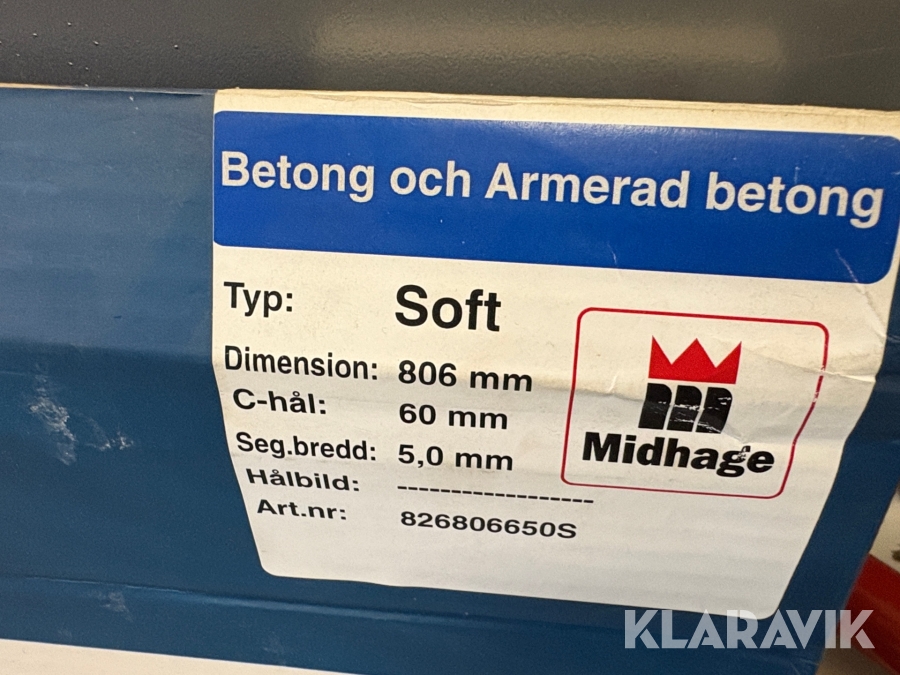 Betong och Armerad betong
Typ: Soft
Dimension: 806 mm
C-hål: 60 mm
Seg.bredd: 5,0 mm
Hålbild: ------------------
Art.nr: 826806650S
Midhage
KLARAVIK